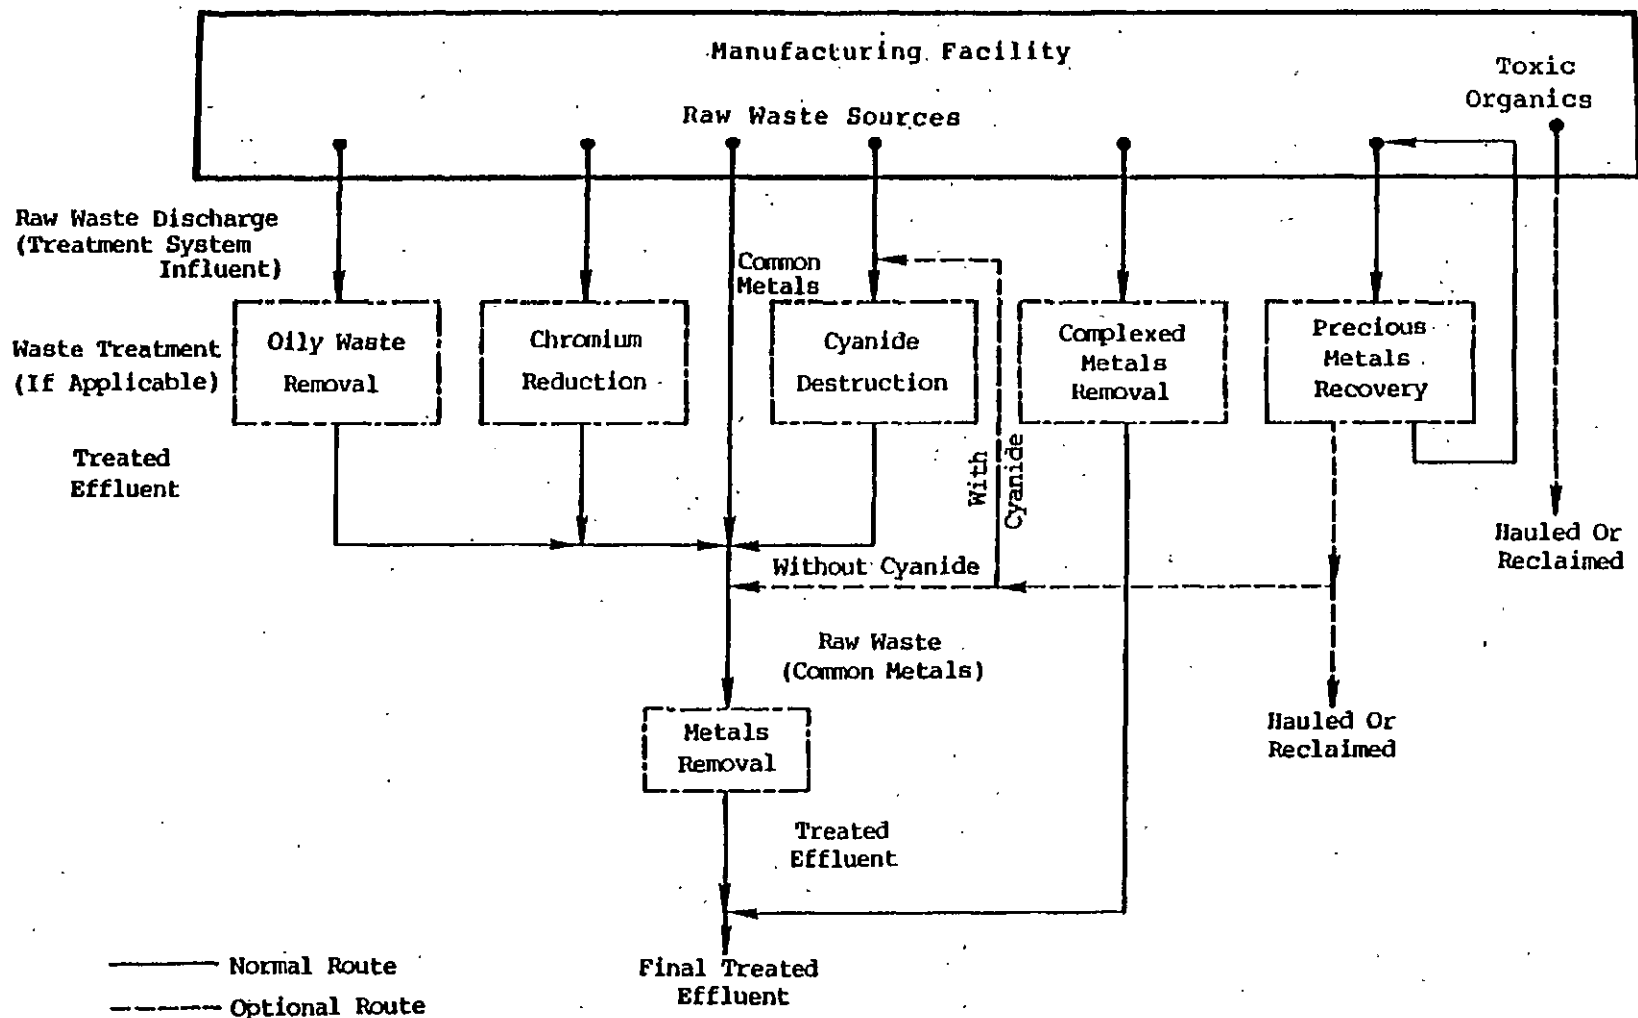 Manufacturing Facility
Toxic
Organics
Raw Waste Sources
Raw Waste Discharge
(Treatment System
Influent)
Common
Metals
Waste Treatment
(If Applicable)
Oily Waste
Removal
Chromium
Reduction
Cyanide
Destruction
Complexed
Metals
Removal
Precious
Metals
Recovery
Treated
Effluent
With
Cyanide
Hauled Or
Reclaimed
Without Cyanide
Raw Waste
(Common Metals)
Metals
Removal
Hauled Or
Reclaimed
Treated
Effluent
Normal Route
Optional Route
Final Treated
Effluent